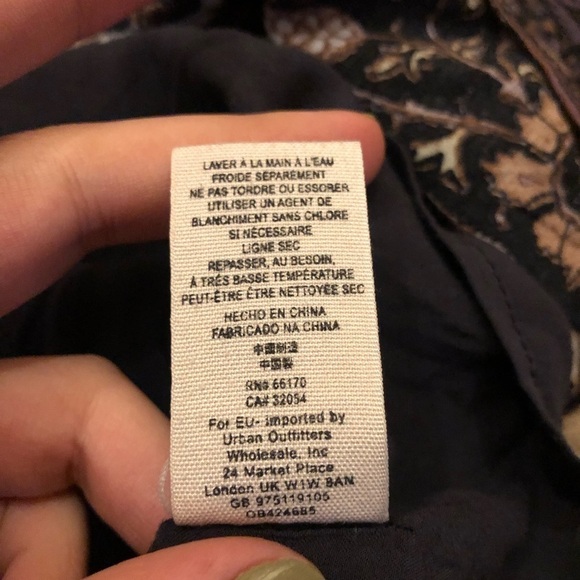 LAVER À LA MAIN À L'EAU
FROIDE SÉPARÉMENT
NE PAS TORDRE OU ESSORER
UTILISER UN AGENT DE
BLANCHIMENT SANS CHLORE
SI NÉCESSAIRE
LIGNE SEC
REPASSER, AU BESOIN,
À TRÈS BASSE TEMPÉRATURE
PEUT-ÊTRE ÊTRE NETTOYÉE SEC
HECHO EN CHINA
FABRICADO NA CHINA
中國制造
中国製
RN# 66170
CA# 32054
For EU- imported by
Urban Outfitters
Wholesale, Inc
24 Market Place
London UK W1W 8AN
GB 975119105
OB424685